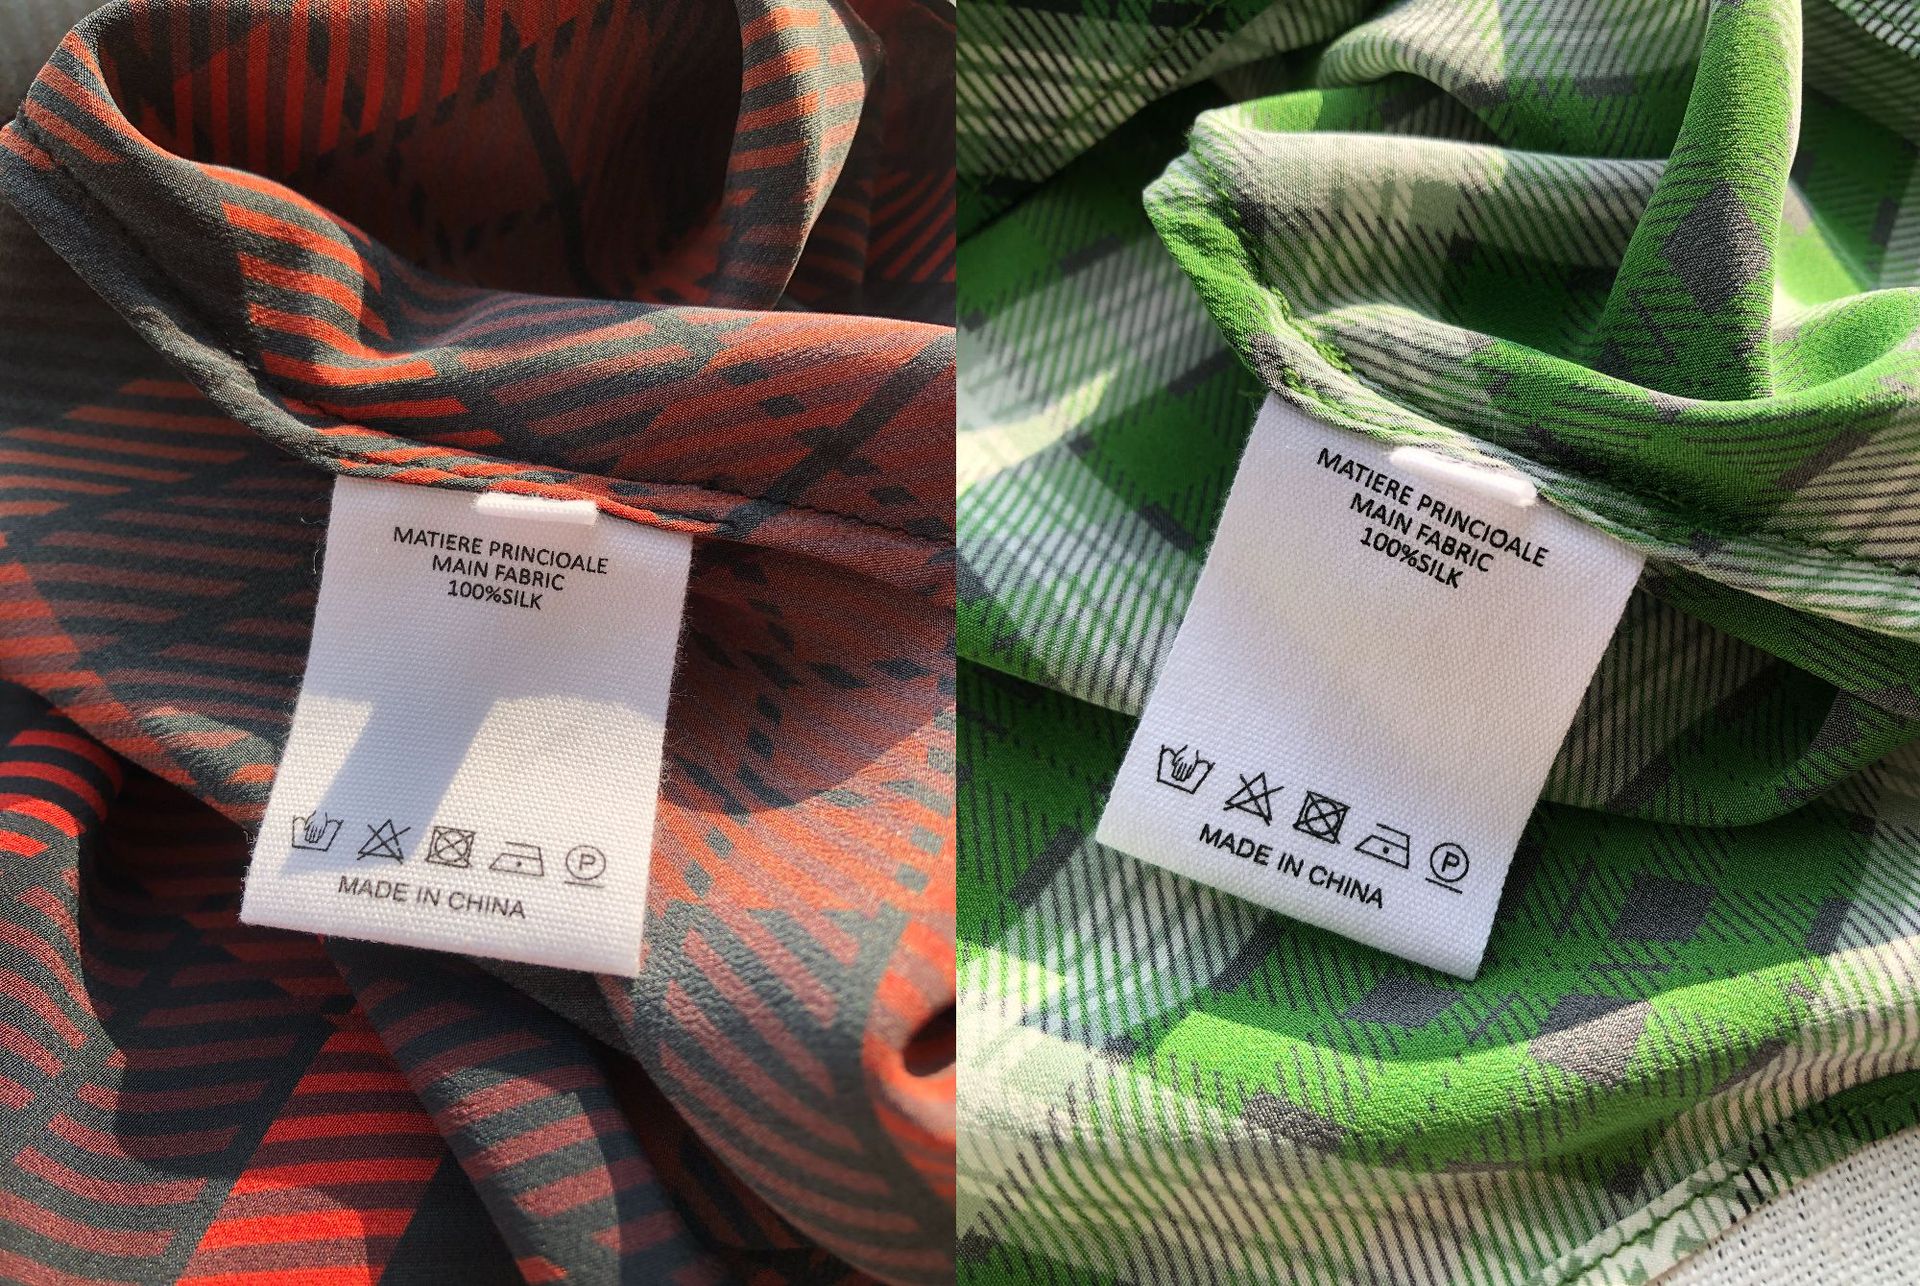 MATIERE PRINCIOALE
MAIN FABRIC
100%SILK
P
MADE IN CHINA
MATIERE PRINCIOALE
MAIN FABRIC
100%SILK
P
MADE IN CHINA